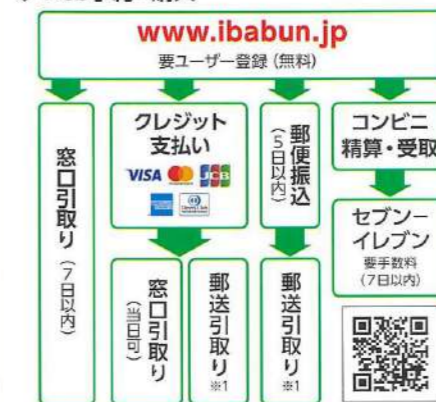 www.ibabun.jp
要ユーザー登録(無料)
窓口引取り(7日以内)
クレジット
支払い
VISA
JCB
窓口引取り
(当日可)
郵送引取り
※1
郵便振込
(5日以内)
郵送引取り
※1
コンビニ
精算・受取
セブン−
イレブン
要手数料
(7日以内)